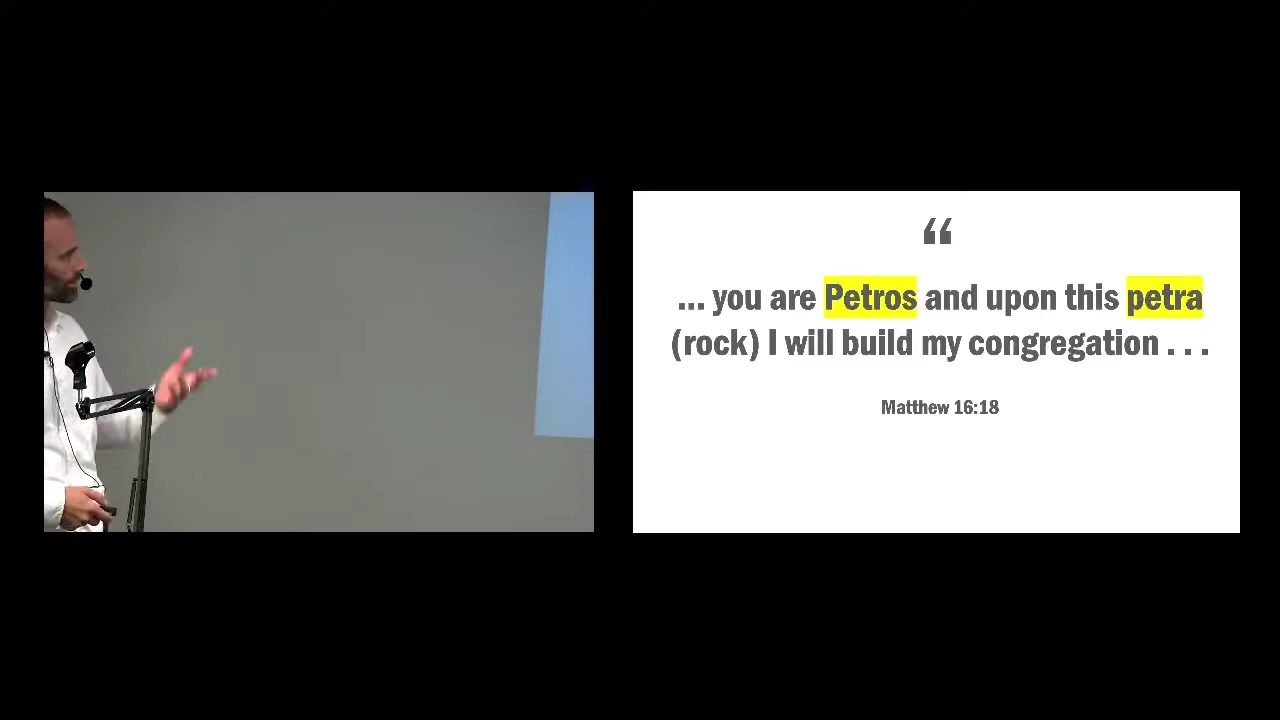 “
... you are Petros and upon this petra
(rock) I will build my congregation . . .
Matthew 16:18